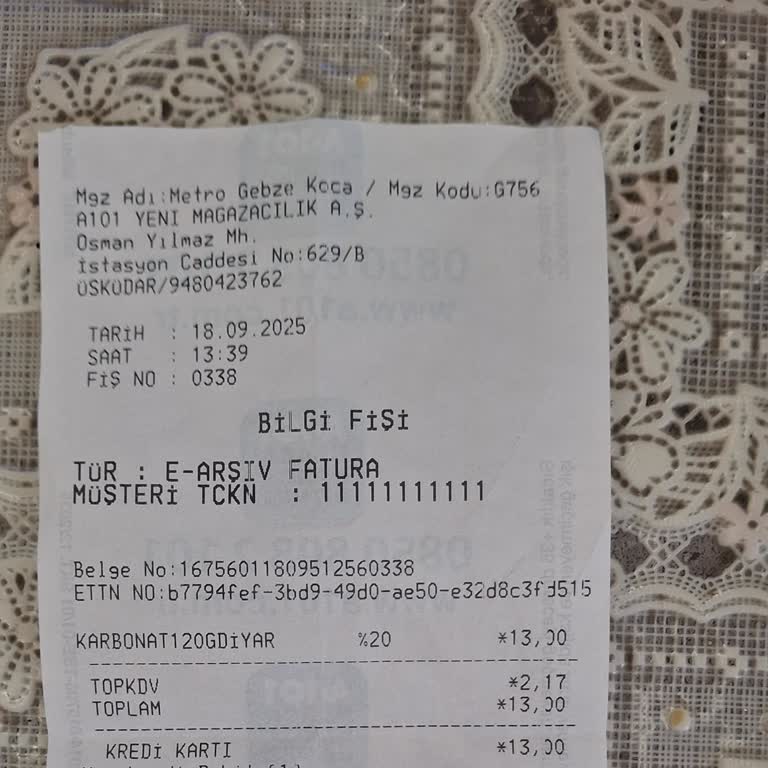 Mgz Adı:Metro Gebze Koca / Mgz Kodu:G756
A101 YENİ MAGAZACILIK A.Ş.
Osman Yılmaz Mh.
İstasyon Caddesi No:629/B
ÜSKÜDAR/9480423762
TARİH : 18.09.2025
SAAT : 13:39
FİŞ NO : 0338
BİLGİ FİŞİ
TÜR : E-ARŞİV FATURA
MÜŞTERİ TCKN : 11111111111
Belge No:16756011809512560338
ETTN NO:b7794fef-3bd9-49d0-ae50-e32d8c3fd515
KARBONAT120GDİYAR %20 *13,00
TOPKDV *2,17
TOPLAM *13,00
KREDİ KARTI *13,00